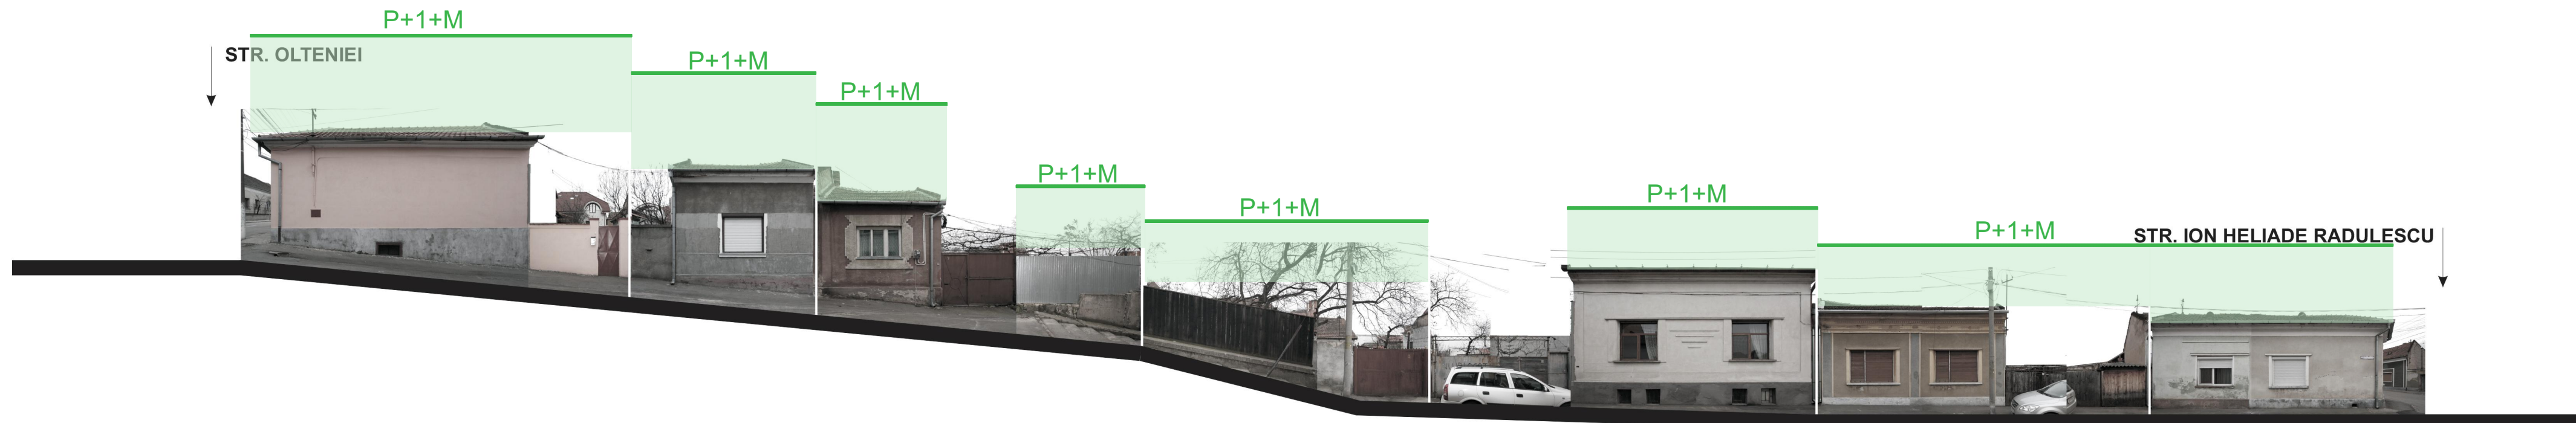 P+1+M
STR. OLTENIEI
P+1+M
P+1+M
P+1+M
P+1+M
P+1+M
P+1+M
STR. ION HELIADE RADULESCU